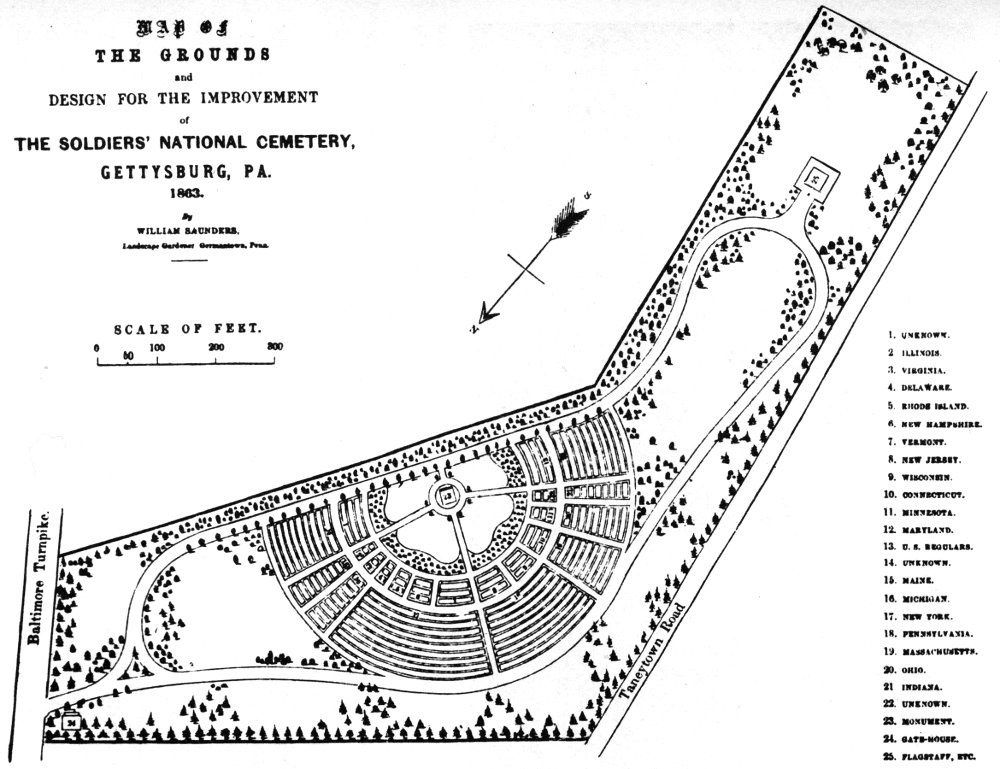 MAP OF
THE GROUNDS
and
DESIGN FOR THE IMPROVEMENT
of
THE SOLDIERS' NATIONAL CEMETERY,
GETTYSBURG, PA.
1863.
By
WILLIAM SAUNDERS.
Landscape Gardener Germantown, Penn.
SCALE OF FEET.
0 50 100 200 300
S
N
25
23
24
Baltimore Turnpike.
Taneytown Road
1. UNKNOWN.
2 ILLINOIS.
3. VIRGINIA.
4. DELAWARE.
5. RHODE ISLAND.
6. NEW HAMPSHIRE.
7. VERMONT.
8. NEW JERSEY.
9. WISCONSIN.
10. CONNECTICUT.
11. MINNESOTA.
12. MARYLAND.
13. U. S. REGULARS.
14. UNKNOWN.
15. MAINE.
16. MICHIGAN.
17. NEW YORK.
18. PENNSYLVANIA.
19. MASSACHUSETTS.
20. OHIO.
21 INDIANA.
22. UNKNOWN.
23. MONUMENT.
24. GATE-HOUSE.
25. FLAGSTAFF, ETC.